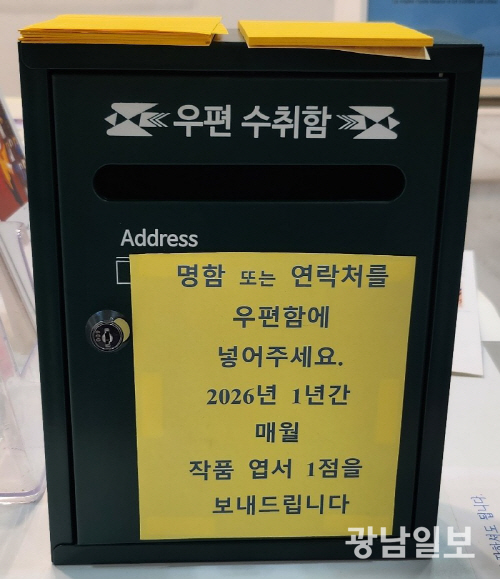 우편 수취함
Address
명함 또는 연락처를
우편함에
넣어주세요.
2026년 1년간
매월
작품 엽서 1점을
보내드립니다
광남일보